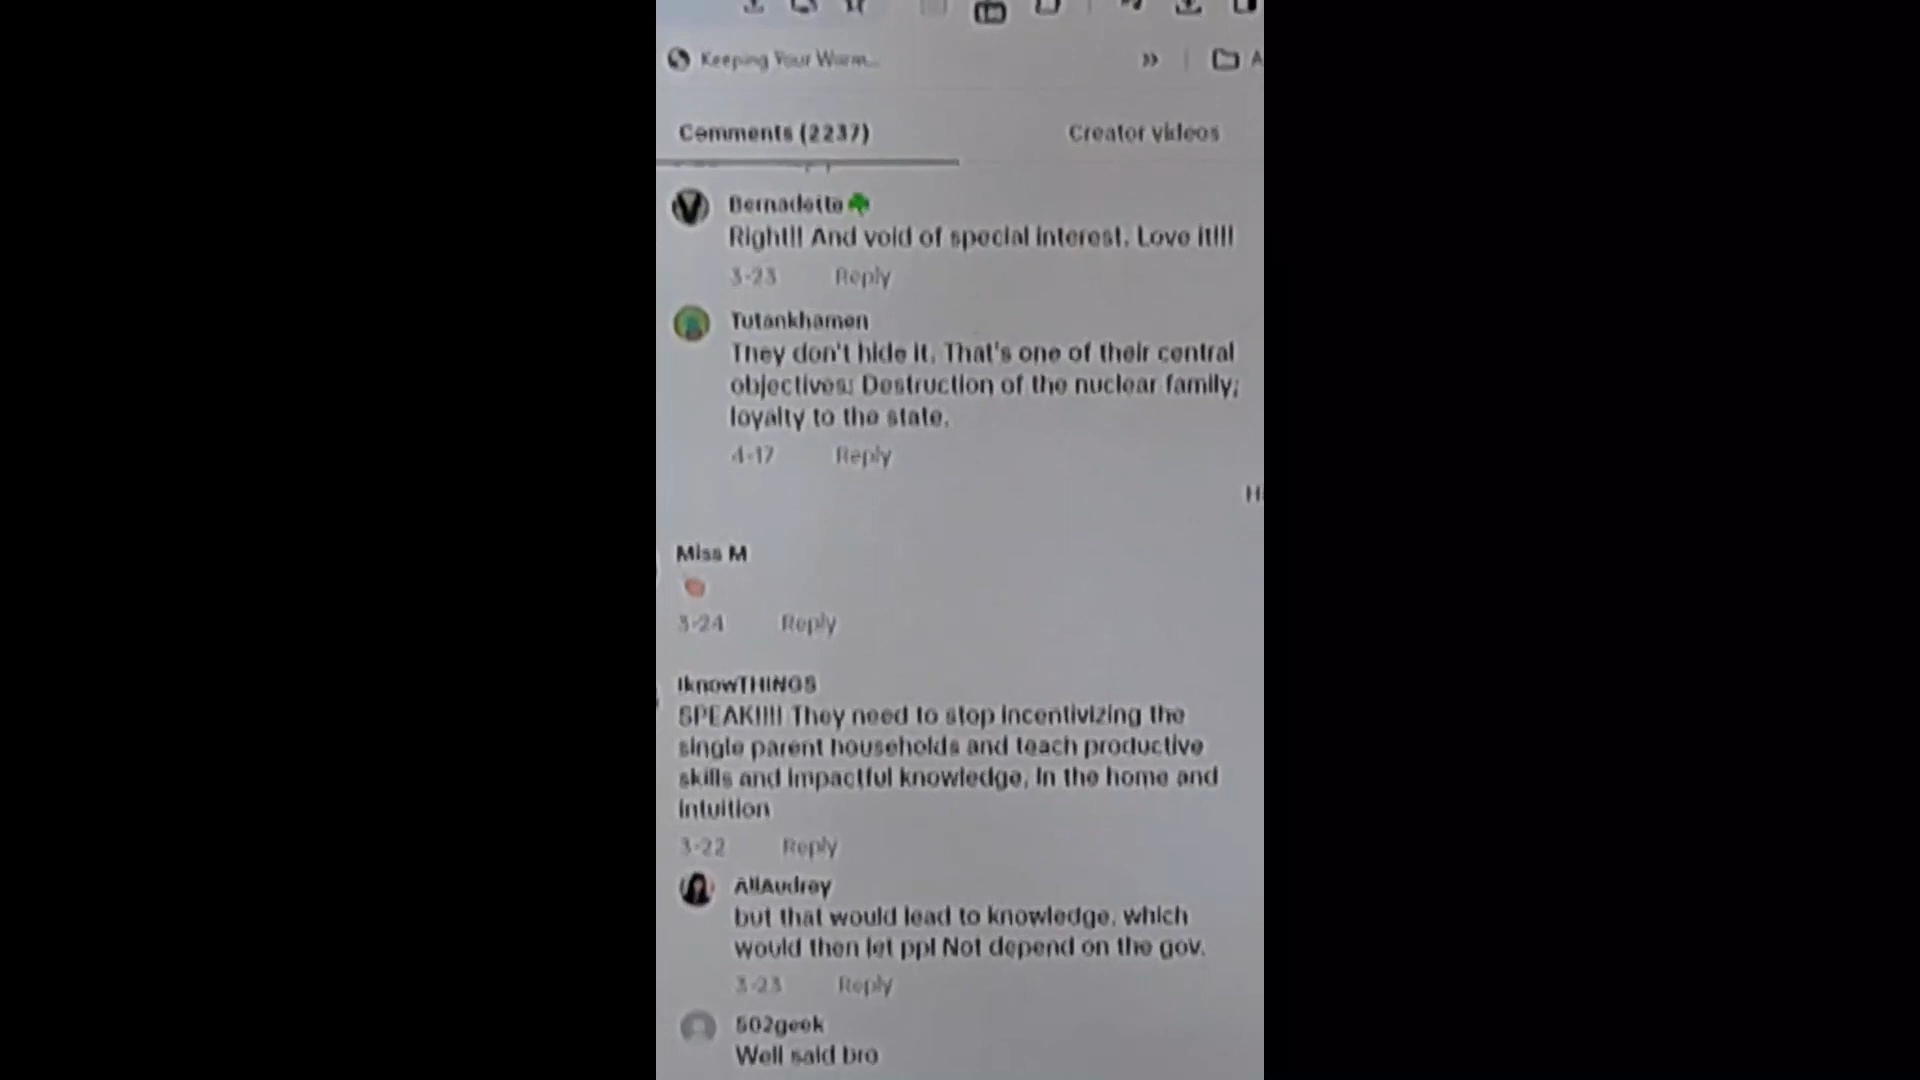 Keeping Your Warm...
»
Comments (2237)
Creator videos
Bernadette
Right!! And void of special interest. Love it!!!
3-23 Reply
Tutankhamen
They don't hide it. That's one of their central
objectives: Destruction of the nuclear family;
loyalty to the state.
4-17 Reply
Miss M
3-24 Reply
IknowTHINGS
SPEAK!!!! They need to stop incentivizing the
single parent households and teach productive
skills and impactful knowledge, In the home and
intuition
3-22 Reply
AllAudrey
but that would lead to knowledge, which
would then let ppl Not depend on the gov.
3-23 Reply
502geek
Well said bro